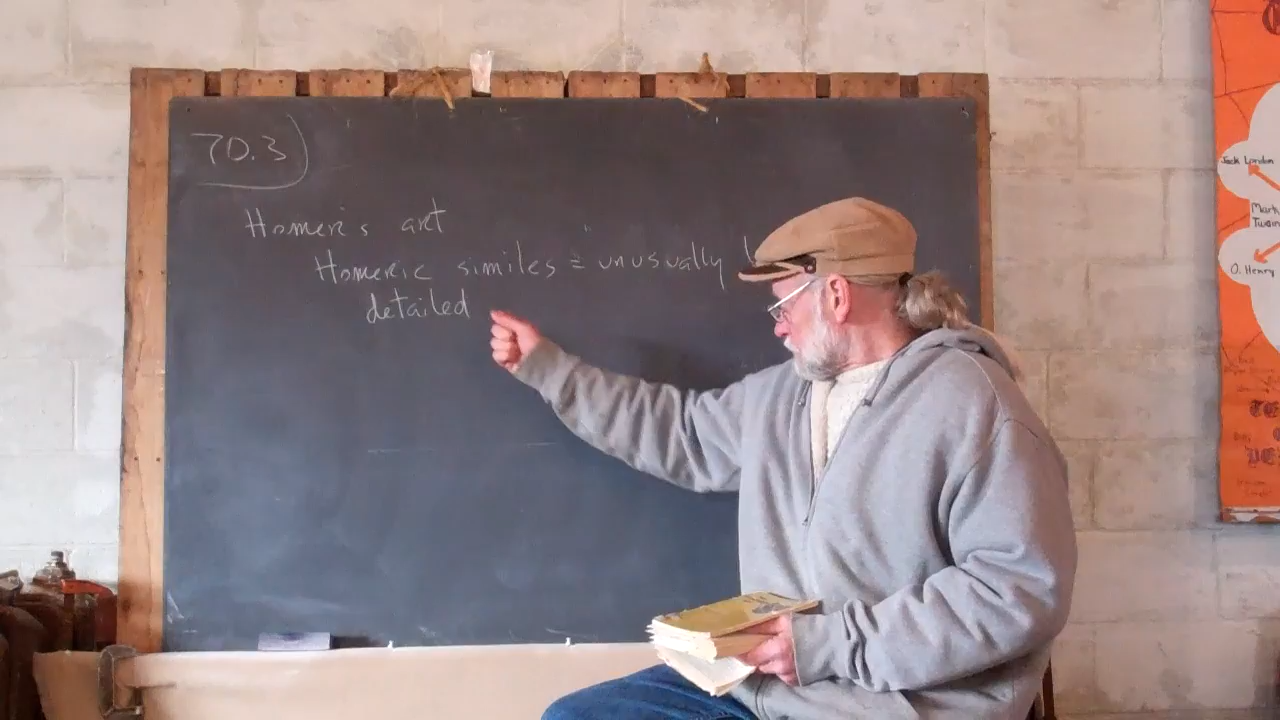 70.3)
Homer's art
Homeric similes = unusually
detailed
Jack London
Mark
Twain
O. Henry